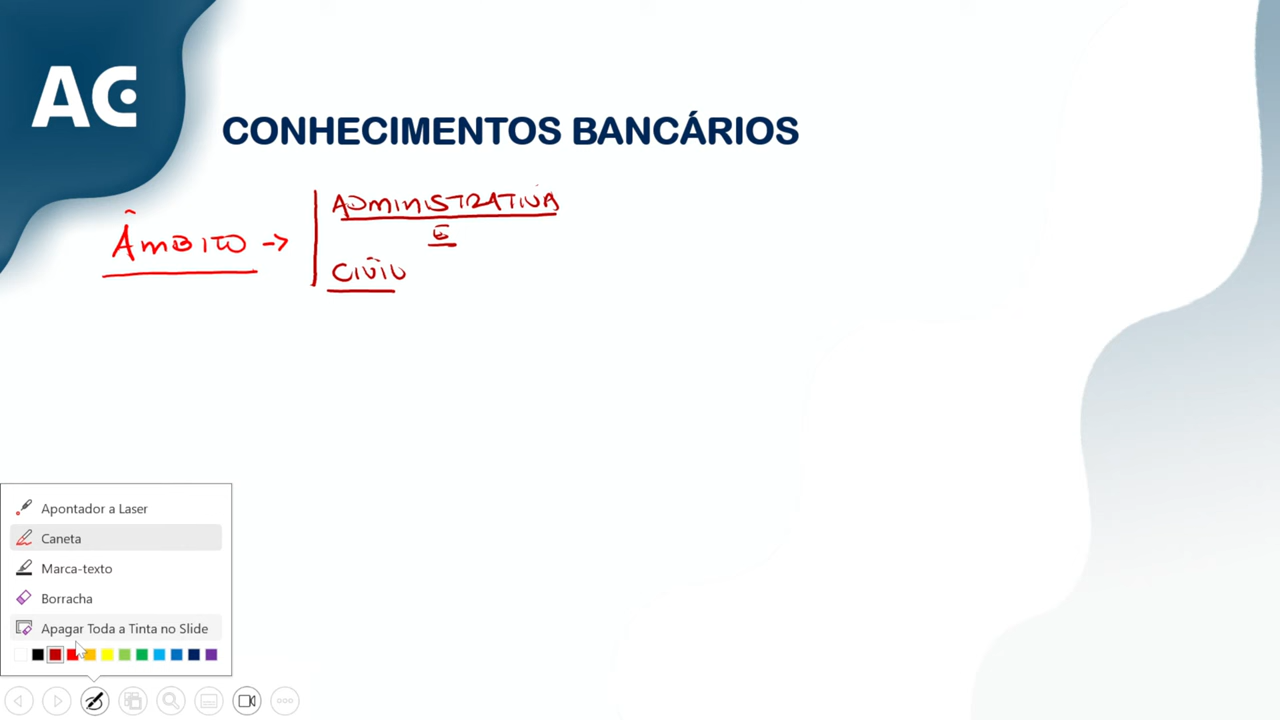 AC
CONHECIMENTOS BANCÁRIOS
ÂMBITO → ADMINISTRATIVA
E
CIVIL
Apontador a Laser
Caneta
Marca-texto
Borracha
Apagar Toda a Tinta no Slide